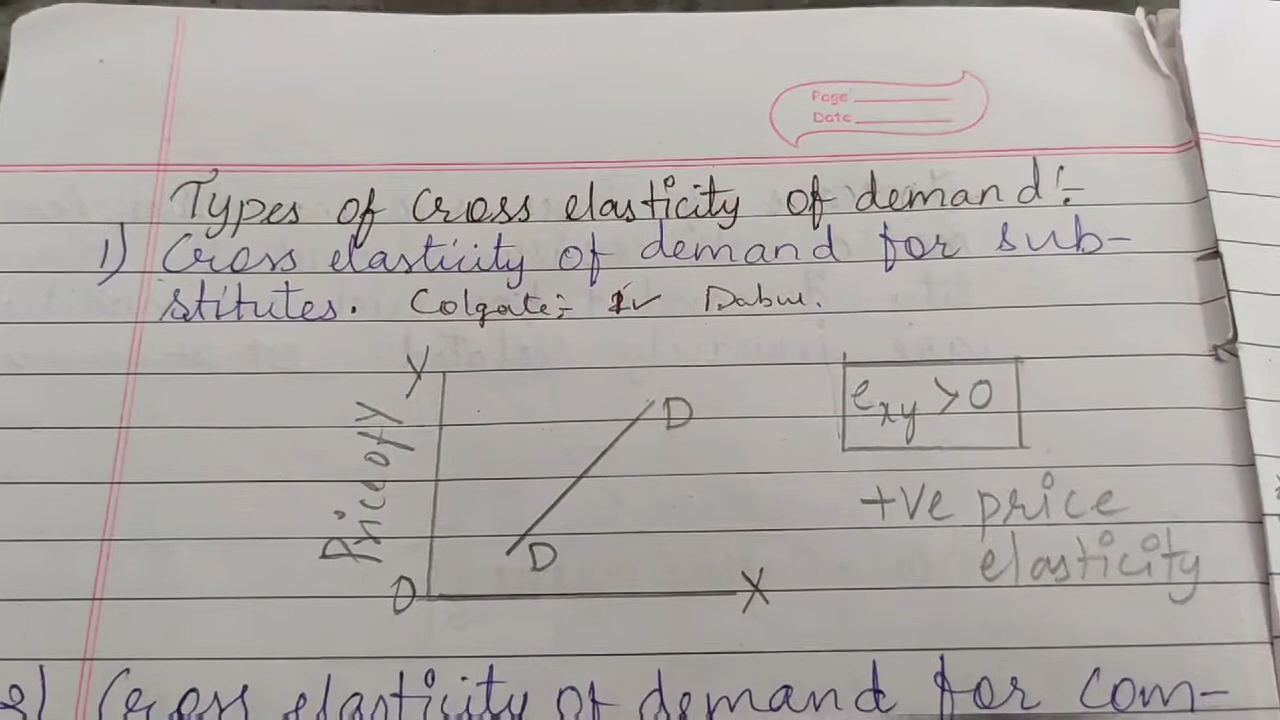 Page
Date
Types of Cross elasticity of demand :-
1) Cross elasticity of demand for sub-
stitutes. Colgate Dabur.
Y
Price of y
D
D
O
X
exy > 0
+ve price
elasticity
2) Cross elasticity of demand for com-